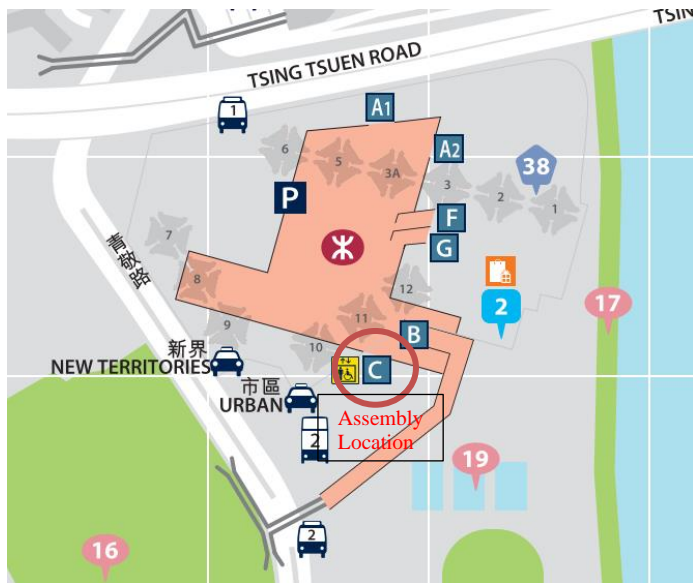 TSIN
TSING TSUEN ROAD
1
A1
A2
6
5
3A
3
2
1
38
P
F
G
7
8
青敬路
12
2
17
11
B
9
10
新界
NEW TERRITORIES
C
市區
URBAN
Assembly
Location
2
19
2
16